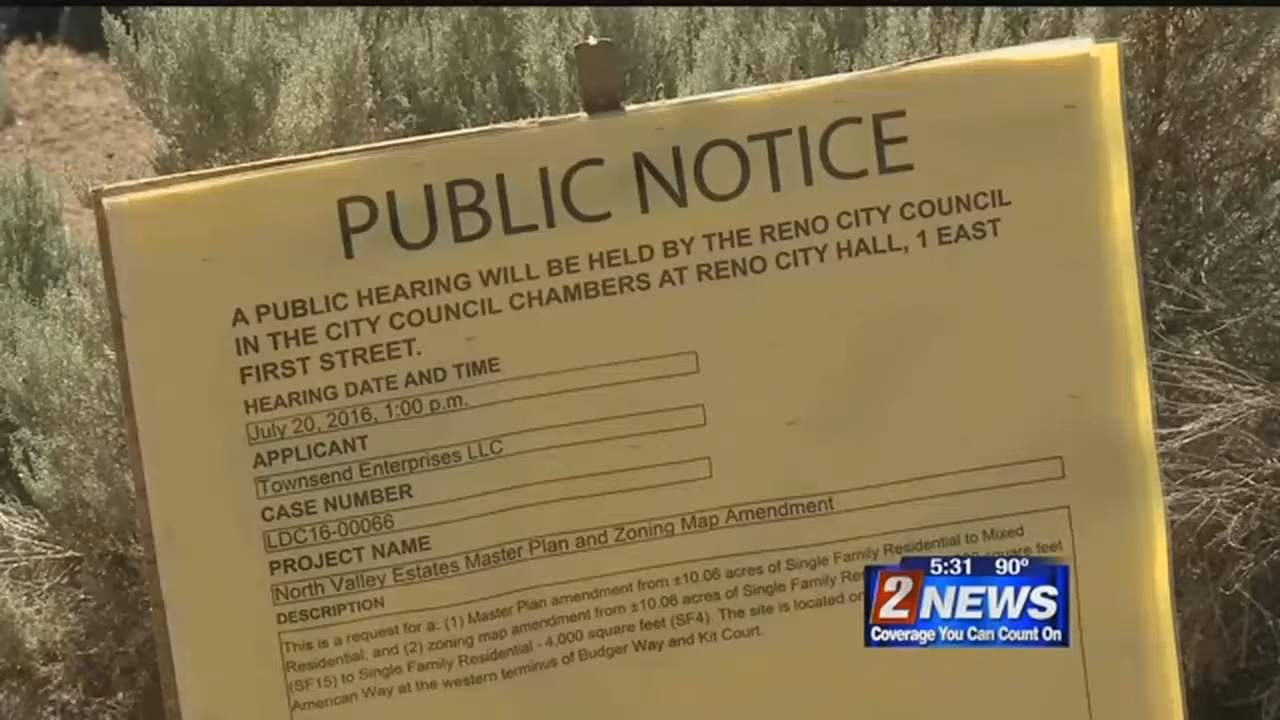 PUBLIC NOTICE
A PUBLIC HEARING WILL BE HELD BY THE RENO CITY COUNCIL
IN THE CITY COUNCIL CHAMBERS AT RENO CITY HALL, 1 EAST
FIRST STREET.
HEARING DATE AND TIME
July 20, 2016, 1:00 p.m.
APPLICANT
Townsend Enterprises LLC
CASE NUMBER
LDC16-00066
PROJECT NAME
North Valley Estates Master Plan and Zoning Map Amendment
DESCRIPTION
This is a request for a: (1) Master Plan amendment from ±10.06 acres of Single Family Residential to Mixed
Residential; and (2) zoning map amendment from ±10.06 acres of Single Family square feet
(SF15) to Single Family Residential - 4,000 square feet (SF4). The site is located
American Way at the western terminus of Budger Way and Kit Court.
5:31 90°
2 NEWS
Coverage You Can Count On